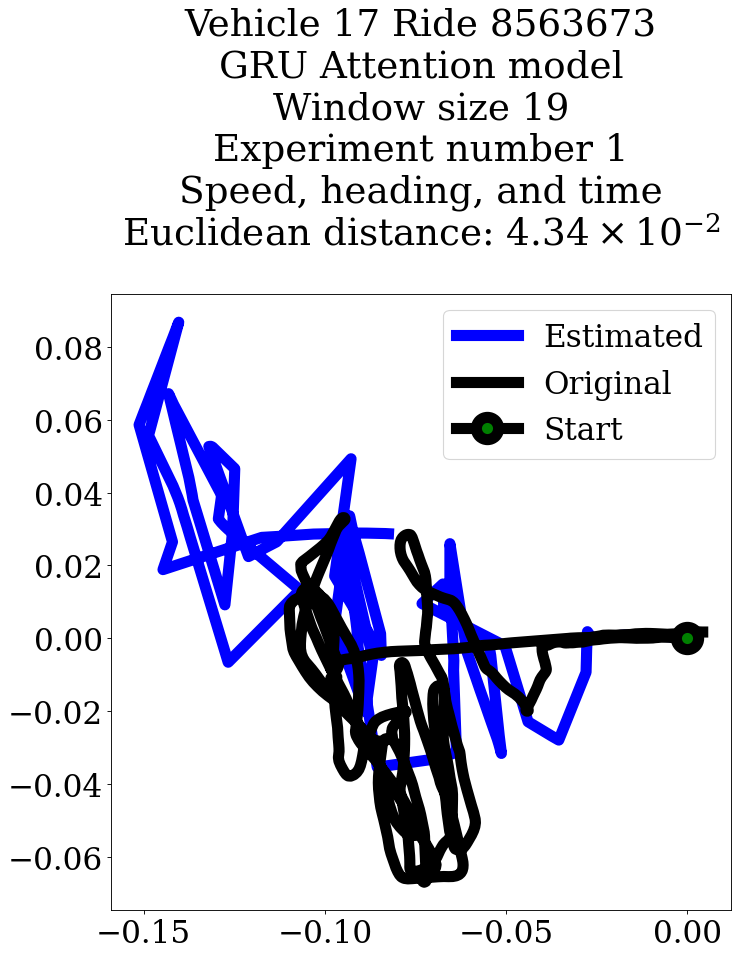 Vehicle 17 Ride 8563673
GRU Attention model
Window size 19
Experiment number 1
Speed, heading, and time
Euclidean distance: 4.34 × 10⁻²
Estimated
Original
Start
0.08
0.06
0.04
0.02
0.00
−0.02
−0.04
−0.06
−0.15
−0.10
−0.05
0.00